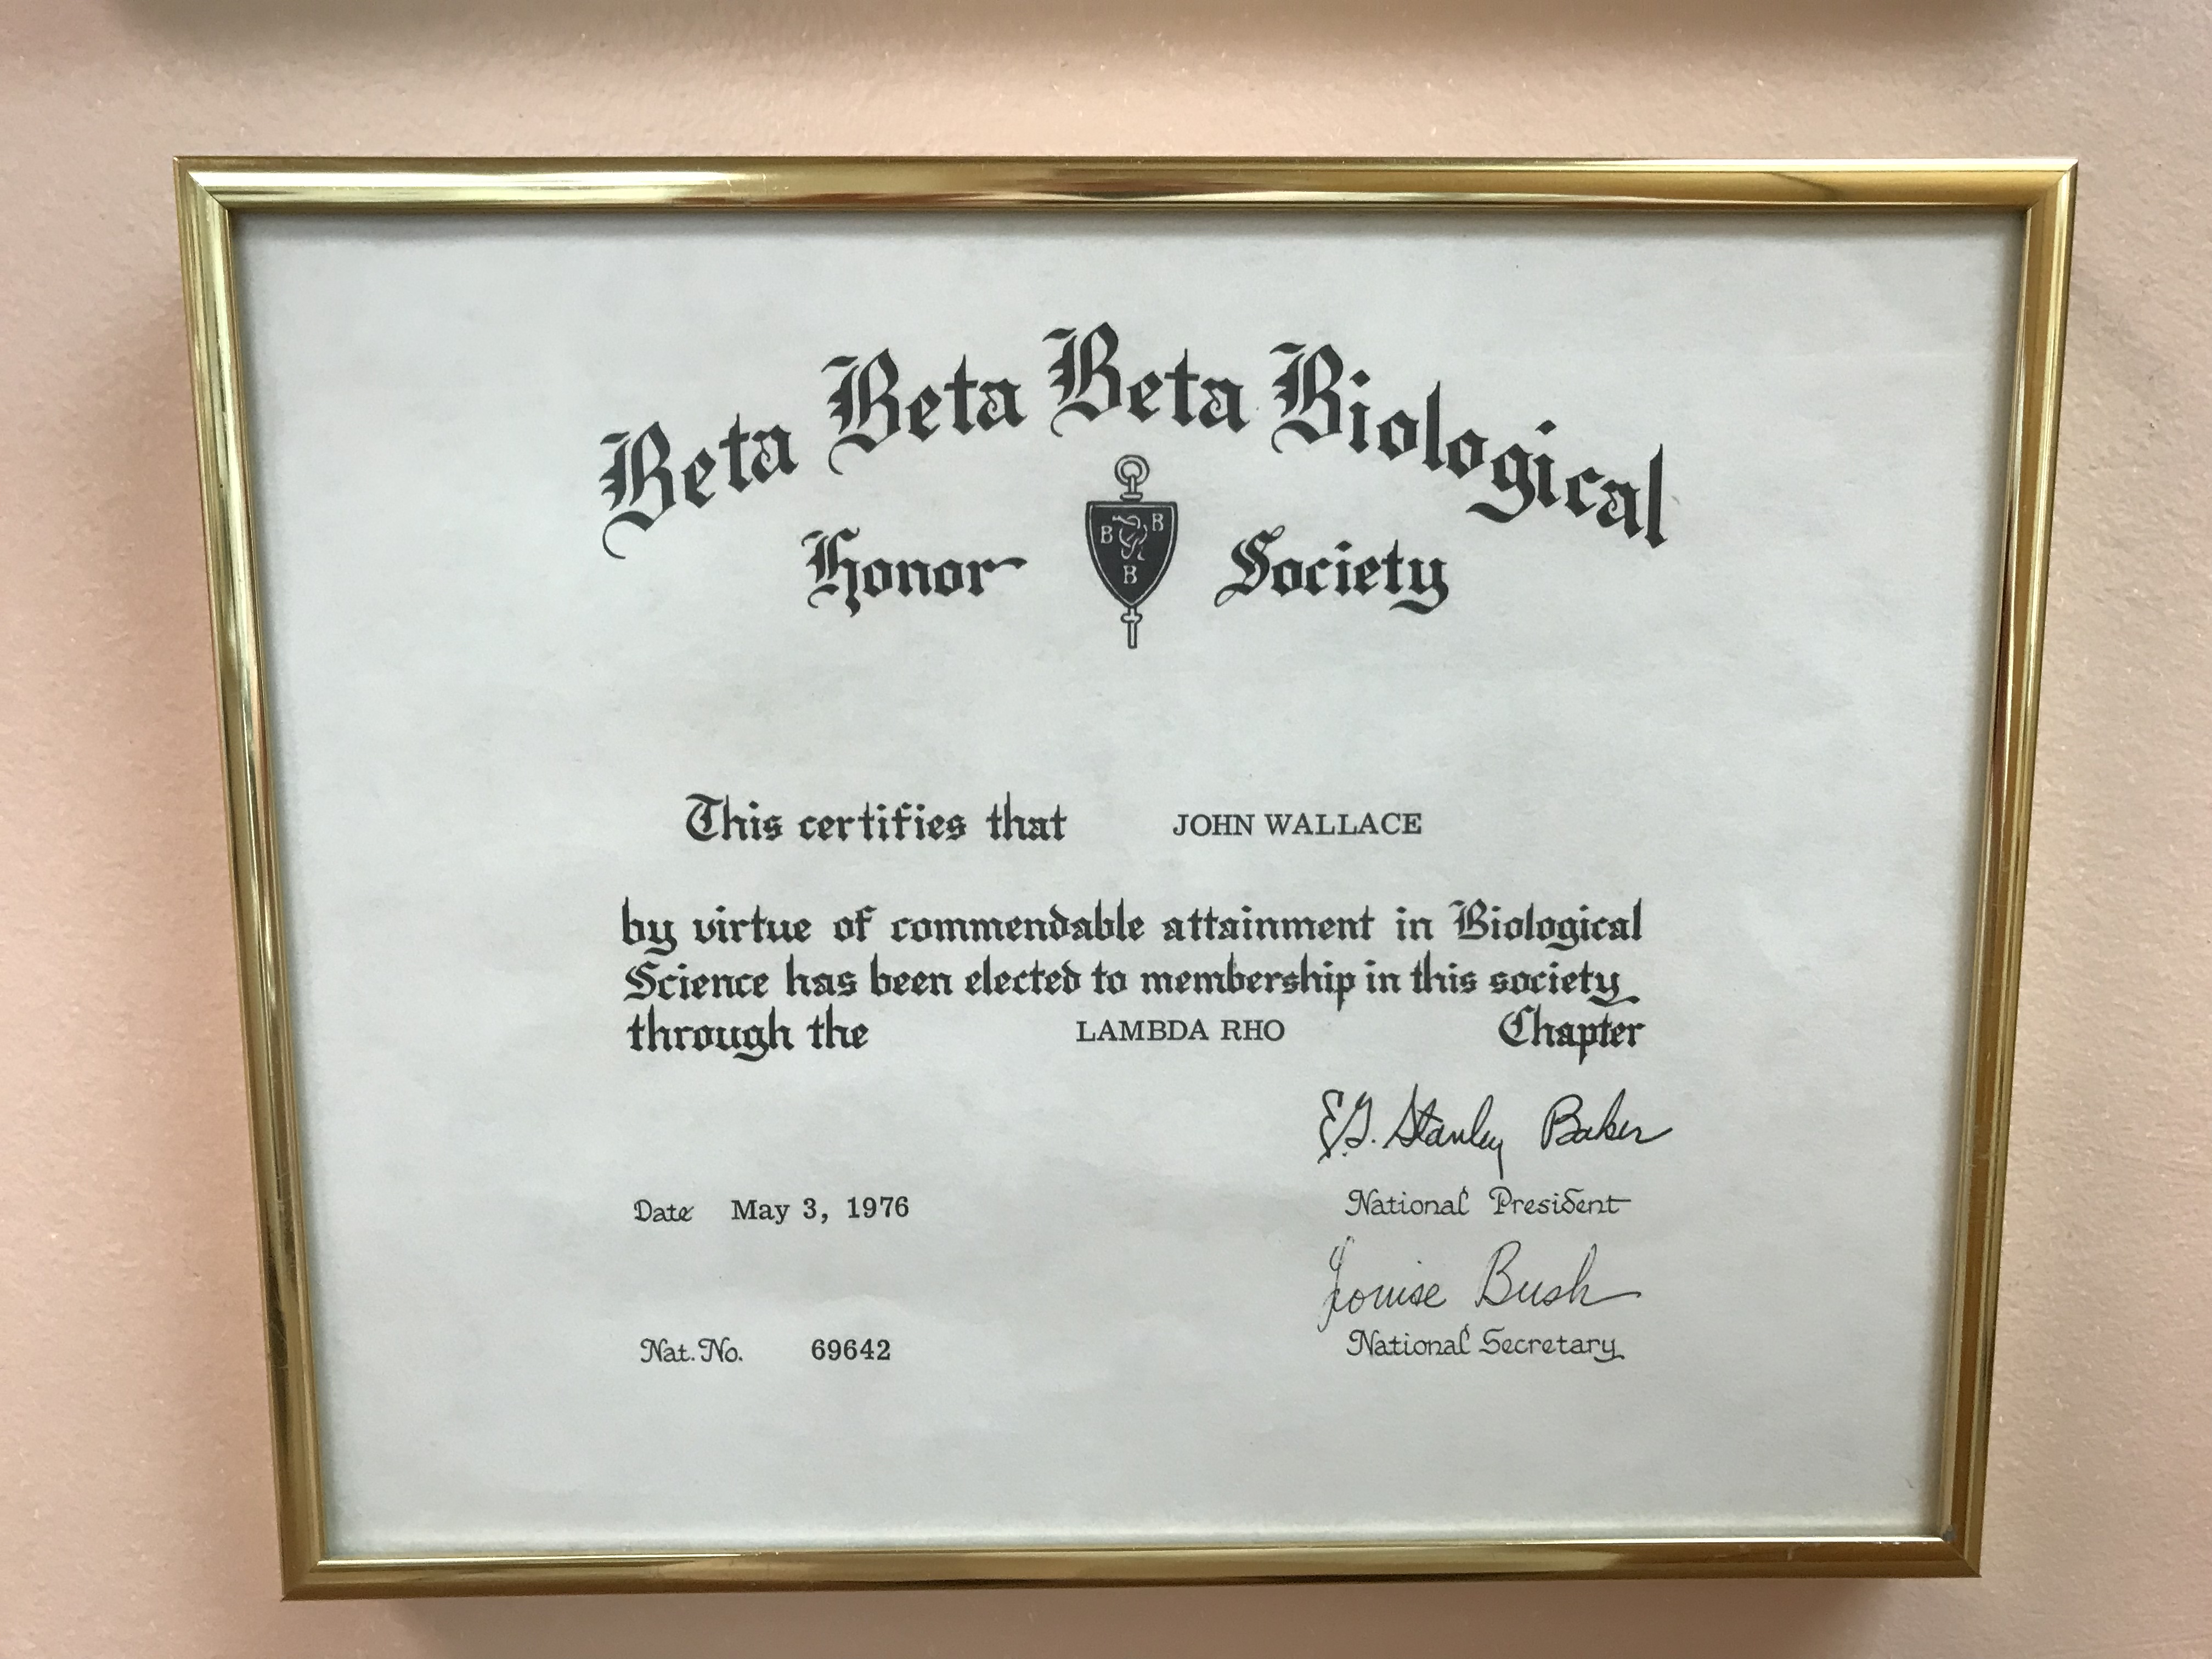 Beta Beta Beta Biological
Honor Society
B B
B
This certifies that JOHN WALLACE
by virtue of commendable attainment in Biological
Science has been elected to membership in this society
through the LAMBDA RHO Chapter
E.G. Stanley Baker
Date May 3, 1976 National President
Louise Bush
Nat. No. 69642 National Secretary